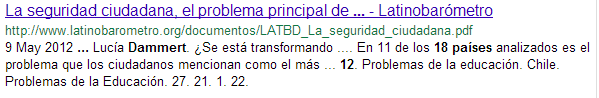 La seguridad ciudadana, el problema principal de ... - Latinobarómetro
http://www.latinobarometro.org/documentos/LATBD_La_seguridad_ciudadana.pdf
9 May 2012 ... Lucía Dammert. ¿Se está transformando .... En 11 de los 18 países analizados es el
problema que los ciudadanos mencionan como el más ... 12. Problemas de la educación. Chile.
Problemas de la Educación. 27. 21. 1. 22.